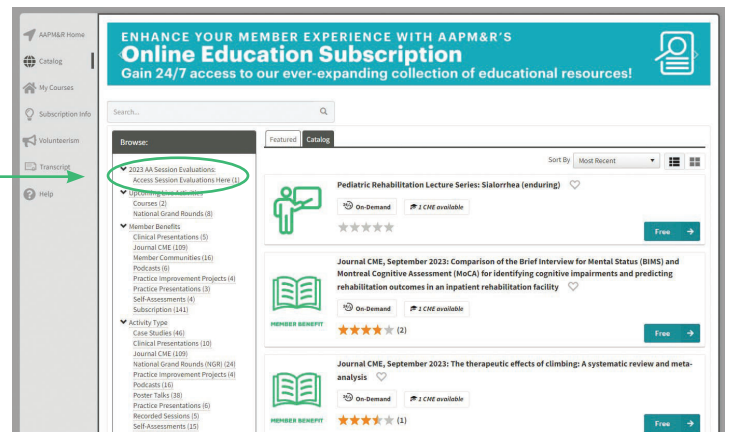 AAPM&R Home
Catalog
My Courses
Subscription Info
Volunteerism
Transcript
Help
ENHANCE YOUR MEMBER EXPERIENCE WITH AAPM&R'S
Online Education Subscription
Gain 24/7 access to our ever-expanding collection of educational resources!
Search...
Browse:
2023 AA Session Evaluations:
Access Session Evaluations Here (1)
Upcoming Live Activities
Courses (2)
National Grand Rounds (8)
Member Benefits
Clinical Presentations (5)
Journal CME (109)
Member Communities (16)
Podcasts (6)
Practice Improvement Projects (4)
Practice Presentations (3)
Self-Assessments (4)
Subscription (141)
Activity Type
Case Studies (46)
Clinical Presentations (10)
Journal CME (109)
National Grand Rounds (NGR) (24)
Practice Improvement Projects (4)
Podcasts (16)
Poster Talks (38)
Practice Presentations (6)
Recorded Sessions (5)
Self-Assessments (15)
Featured Catalog
Sort By Most Recent
Pediatric Rehabilitation Lecture Series: Sialorrhea (enduring)
On-Demand 1 CME available
Free
Journal CME, September 2023: Comparison of the Brief Interview for Mental Status (BIMS) and
Montreal Cognitive Assessment (MoCA) for identifying cognitive impairments and predicting
rehabilitation outcomes in an inpatient rehabilitation facility
On-Demand 1 CME available
MEMBER BENEFIT
(2)
Free
Journal CME, September 2023: The therapeutic effects of climbing: A systematic review and meta-
analysis
On-Demand 1 CME available
MEMBER BENEFIT
(1)
Free